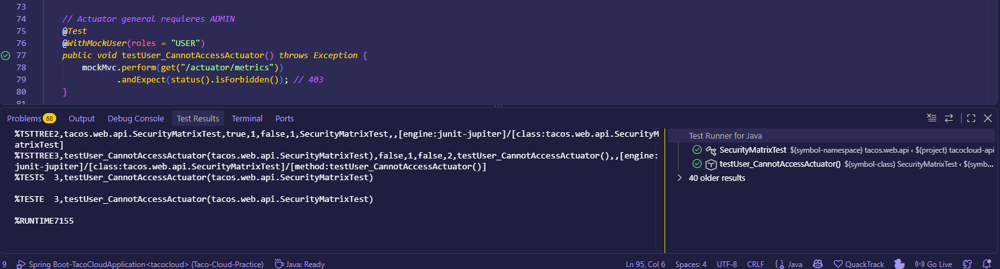 73
74 // Actuator general requieres ADMIN
75 @Test
76 @WithMockUser(roles = "USER")
77 public void testUser_CannotAccessActuator() throws Exception {
78 mockMvc.perform(get("/actuator/metrics"))
79 .andExpect(status().isForbidden()); // 403
80 }
81
Problems 68 Output Debug Console Test Results Terminal Ports
%TSTTREE2,tacos.web.api.SecurityMatrixTest,true,1,false,1,SecurityMatrixTest,,[engine:junit-jupiter]/[class:tacos.web.api.SecurityM
atrixTest]
%TSTTREE3,testUser_CannotAccessActuator(tacos.web.api.SecurityMatrixTest),false,1,false,2,testUser_CannotAccessActuator(),,[engine:
junit-jupiter]/[class:tacos.web.api.SecurityMatrixTest]/[method:testUser_CannotAccessActuator()]
%TESTS 3,testUser_CannotAccessActuator(tacos.web.api.SecurityMatrixTest)
%TESTE 3,testUser_CannotAccessActuator(tacos.web.api.SecurityMatrixTest)
%RUNTIME7155
Test Runner for Java
SecurityMatrixTest $(symbol-namespace) tacos.web.api < $(project) tacocloud-api
testUser_CannotAccessActuator() $(symbol-class) SecurityMatrixTest < $(symb...
40 older results
9 Spring Boot-TacoCloudApplication<tacocloud> (Taco-Cloud-Practice) Java: Ready Ln 95, Col 6 Spaces: 4 UTF-8 CRLF Java QuackTrack Go Live